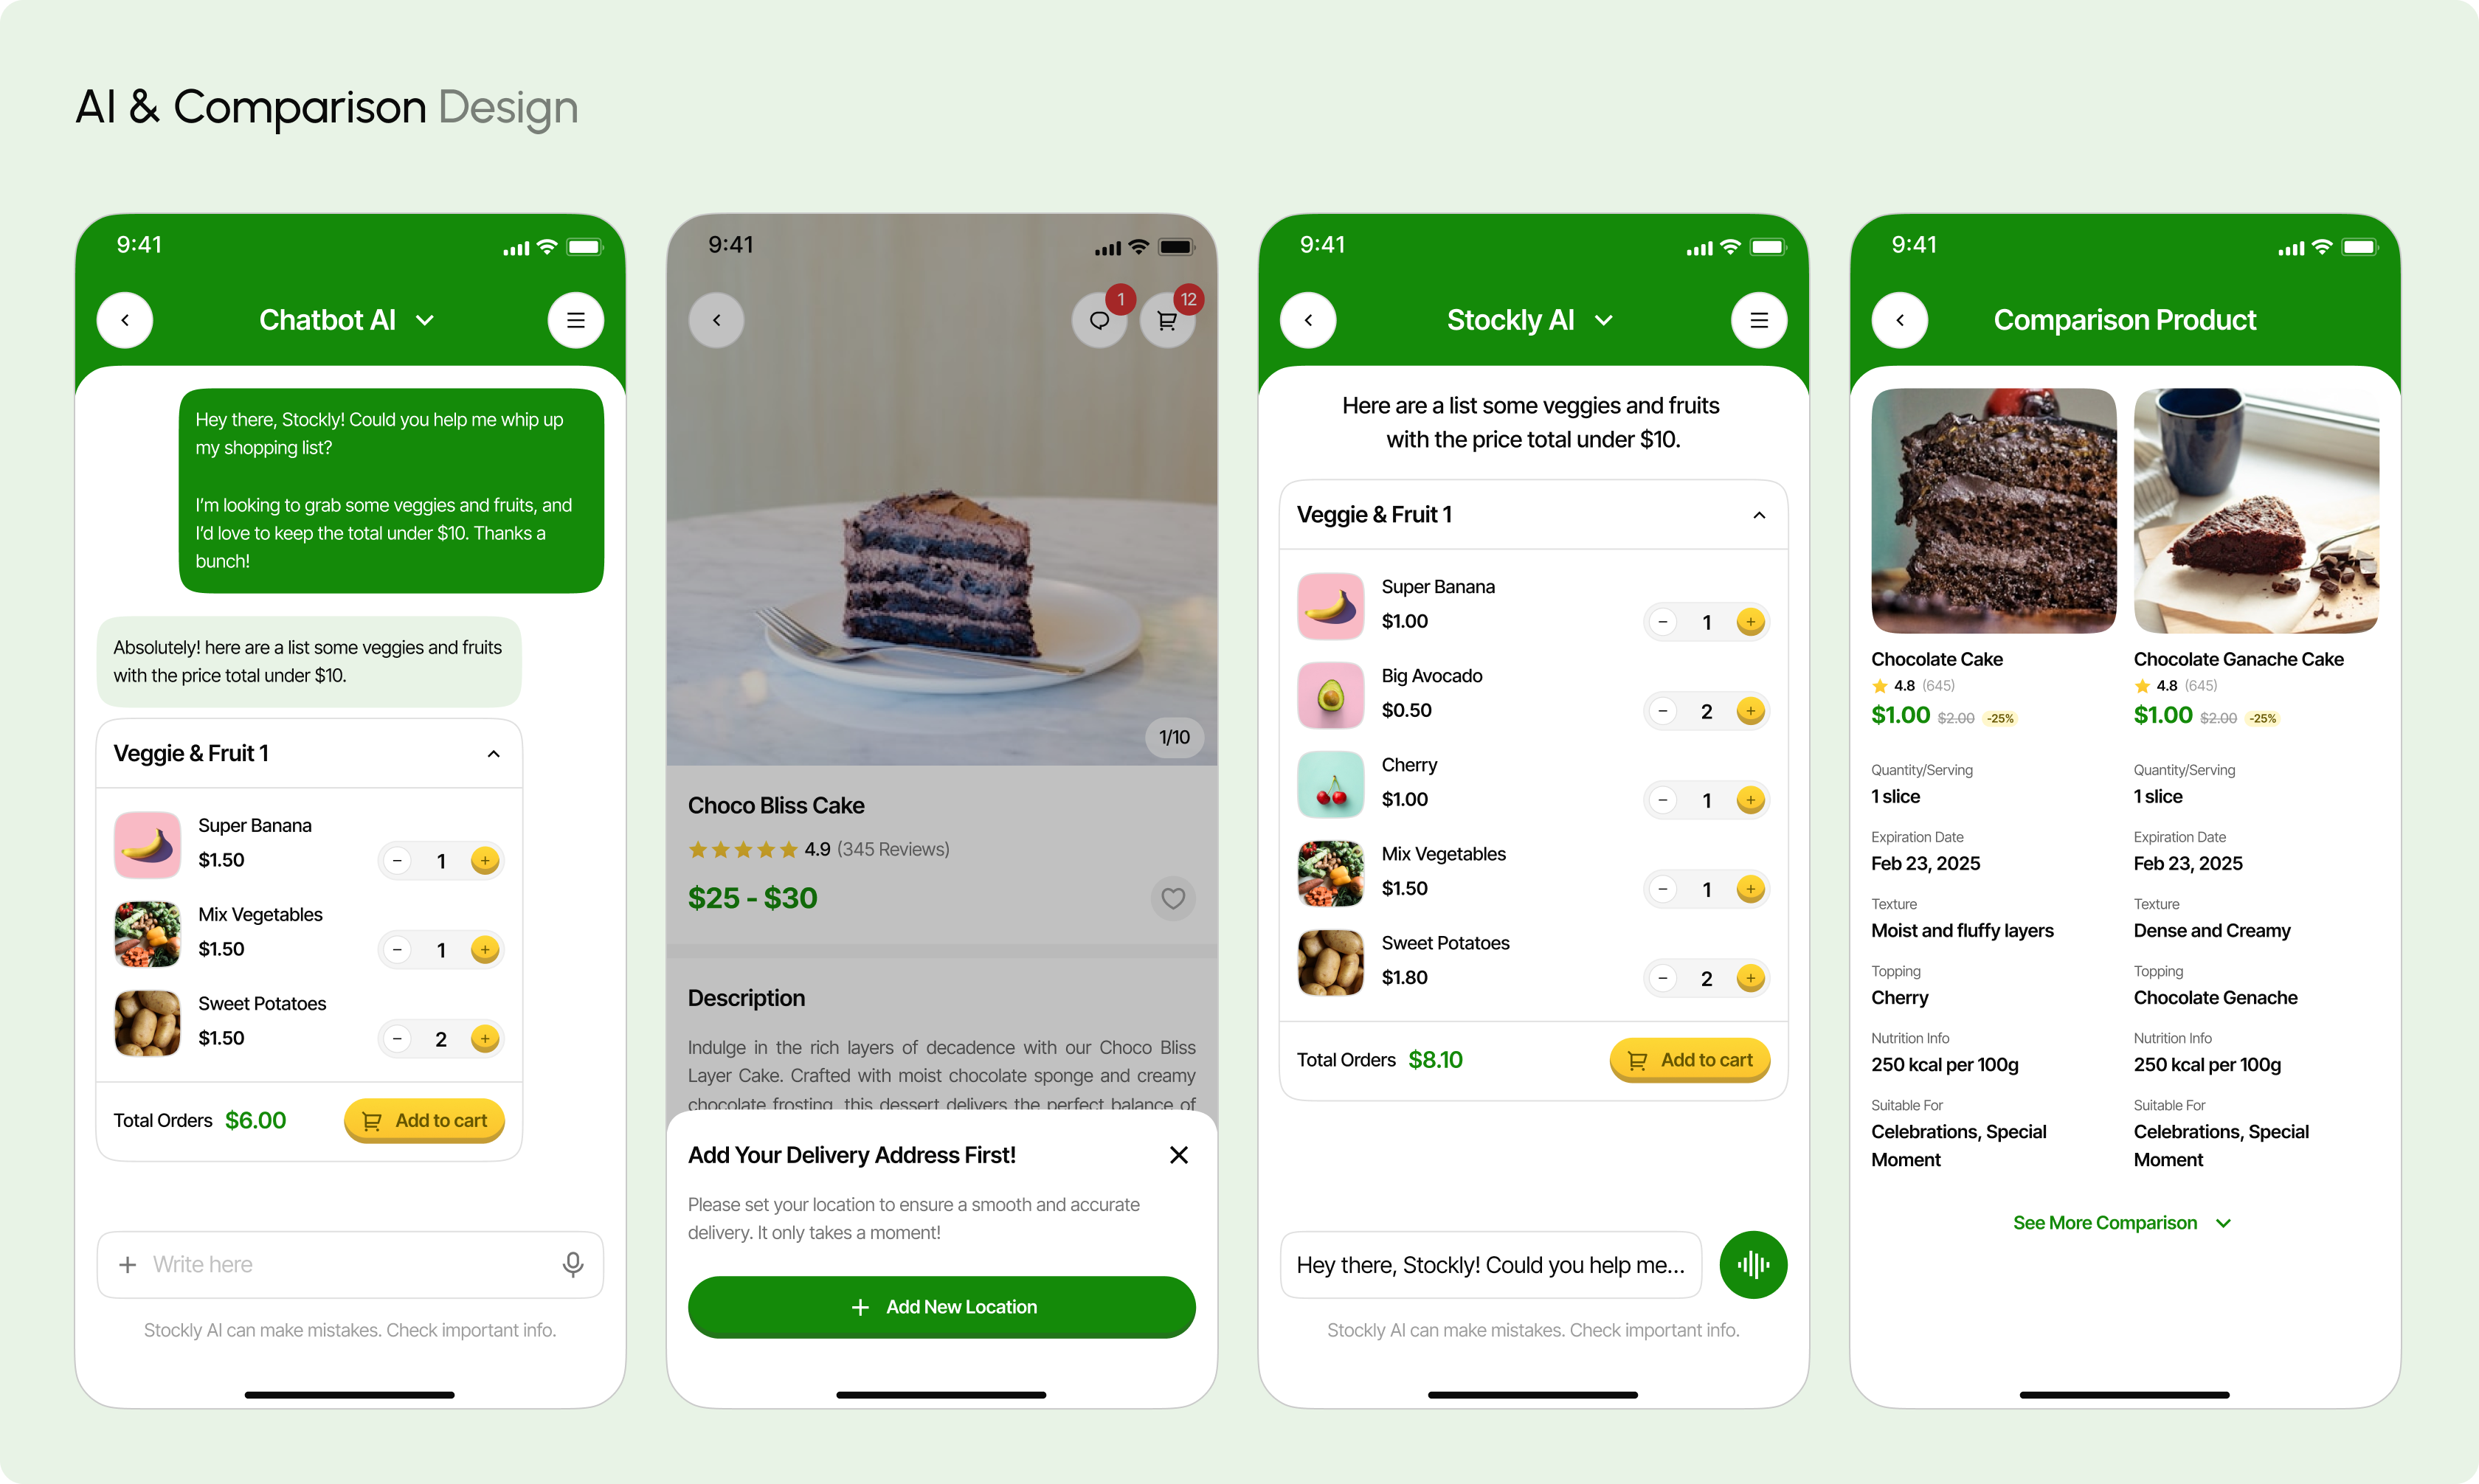 AI & Comparison Design
9:41
Chatbot AI
Hey there, Stockly! Could you help me whip up
my shopping list?
I'm looking to grab some veggies and fruits, and
I'd love to keep the total under $10. Thanks a
bunch!
Absolutely! here are a list some veggies and fruits
with the price total under $10.
Veggie & Fruit 1
Super Banana
$1.50
1
Mix Vegetables
$1.50
1
Sweet Potatoes
$1.50
2
Total Orders $6.00
Add to cart
Write here
Stockly AI can make mistakes. Check important info.
9:41
1
12
1/10
Choco Bliss Cake
4.9 (345 Reviews)
$25 - $30
Description
Indulge in the rich layers of decadence with our Choco Bliss
Layer Cake. Crafted with moist chocolate sponge and creamy
chocolate frosting, this dessert delivers the perfect balance of
Add Your Delivery Address First!
Please set your location to ensure a smooth and accurate
delivery. It only takes a moment!
Add New Location
9:41
Stockly AI
Here are a list some veggies and fruits
with the price total under $10.
Veggie & Fruit 1
Super Banana
$1.00
1
Big Avocado
$0.50
2
Cherry
$1.00
1
Mix Vegetables
$1.50
1
Sweet Potatoes
$1.80
2
Total Orders $8.10
Add to cart
Hey there, Stockly! Could you help me...
Stockly AI can make mistakes. Check important info.
9:41
Comparison Product
Chocolate Cake
4.8 (645)
$1.00 $2.00 -25%
Quantity/Serving
1 slice
Expiration Date
Feb 23, 2025
Texture
Moist and fluffy layers
Topping
Cherry
Nutrition Info
250 kcal per 100g
Suitable For
Celebrations, Special
Moment
Chocolate Ganache Cake
4.8 (645)
$1.00 $2.00 -25%
Quantity/Serving
1 slice
Expiration Date
Feb 23, 2025
Texture
Dense and Creamy
Topping
Chocolate Genache
Nutrition Info
250 kcal per 100g
Suitable For
Celebrations, Special
Moment
See More Comparison